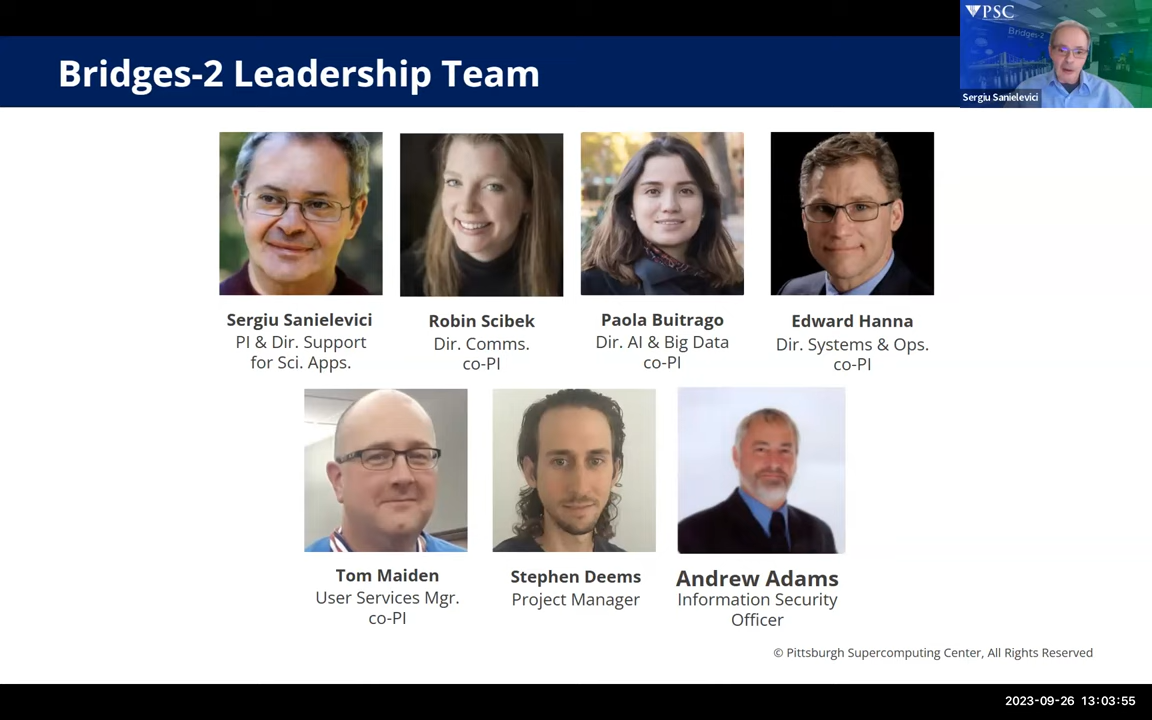 Bridges-2 Leadership Team
PSC
Bridges-2
Sergiu Sanielevici
Sergiu Sanielevici
PI & Dir. Support
for Sci. Apps.
Robin Scibek
Dir. Comms.
co-PI
Paola Buitrago
Dir. AI & Big Data
co-PI
Edward Hanna
Dir. Systems & Ops.
co-PI
Tom Maiden
User Services Mgr.
co-PI
Stephen Deems
Project Manager
Andrew Adams
Information Security
Officer
© Pittsburgh Supercomputing Center, All Rights Reserved
2023-09-26 13:03:55